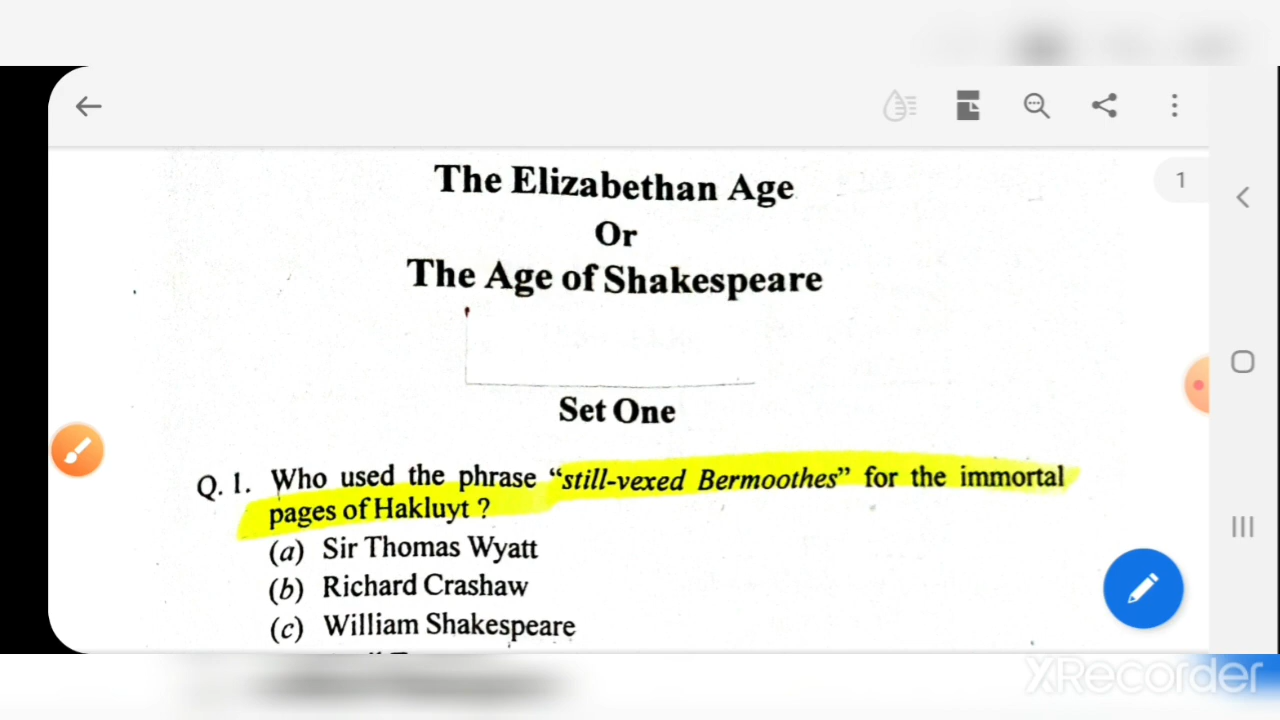 1
The Elizabethan Age
Or
The Age of Shakespeare
Set One
Q. 1. Who used the phrase “still-vexed Bermoothes” for the immortal
pages of Hakluyt ?
(a) Sir Thomas Wyatt
(b) Richard Crashaw
(c) William Shakespeare
XRecorder